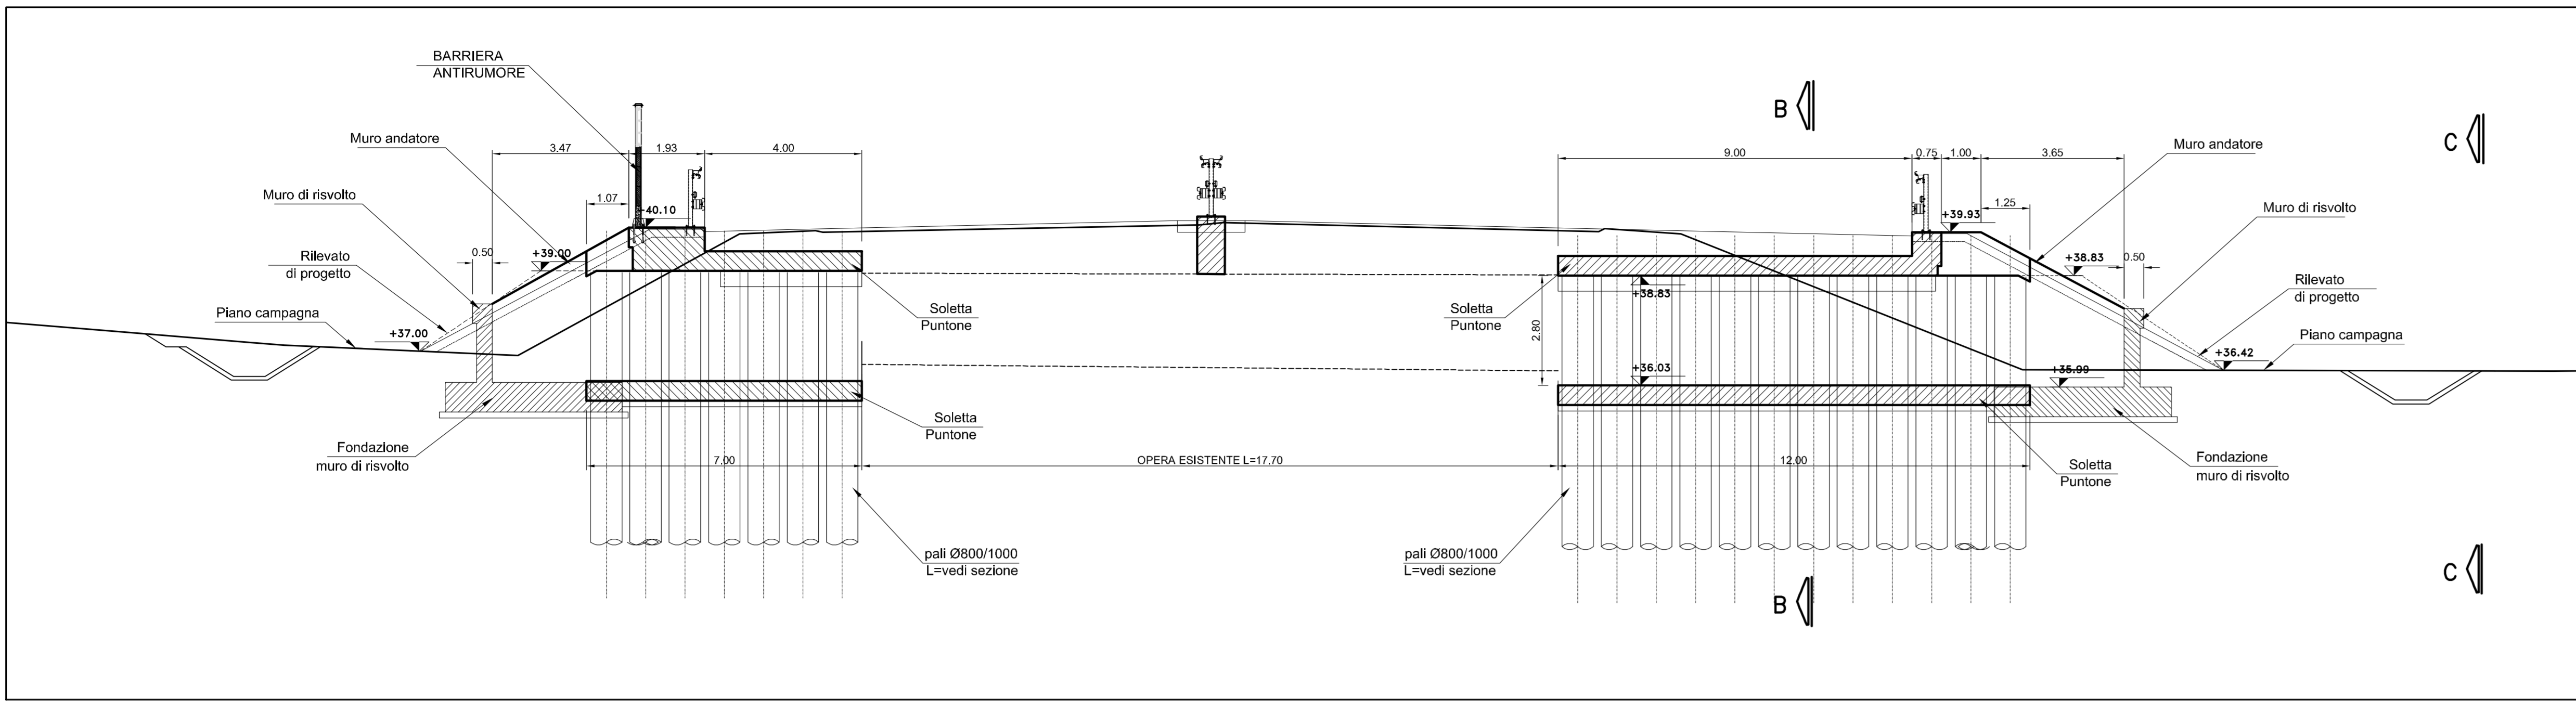 BARRIERA
ANTIRUMORE
B
C
Muro andatore
3.47
1.93
4.00
9.00
0.75
1.00
3.65
Muro andatore
Muro di risvolto
1.07
+40.10
+39.93
1.25
Muro di risvolto
Rilevato
di progetto
0.50
+39.00
+38.83
0.50
Rilevato
di progetto
Piano campagna
+37.00
Soletta
Puntone
Soletta
Puntone
+38.83
2.80
Piano campagna
+36.42
+36.03
+35.99
Soletta
Puntone
Fondazione
muro di risvolto
7.00
OPERA ESISTENTE L=17.70
12.00
Soletta
Puntone
Fondazione
muro di risvolto
pali Ø800/1000
L=vedi sezione
pali Ø800/1000
L=vedi sezione
B
C